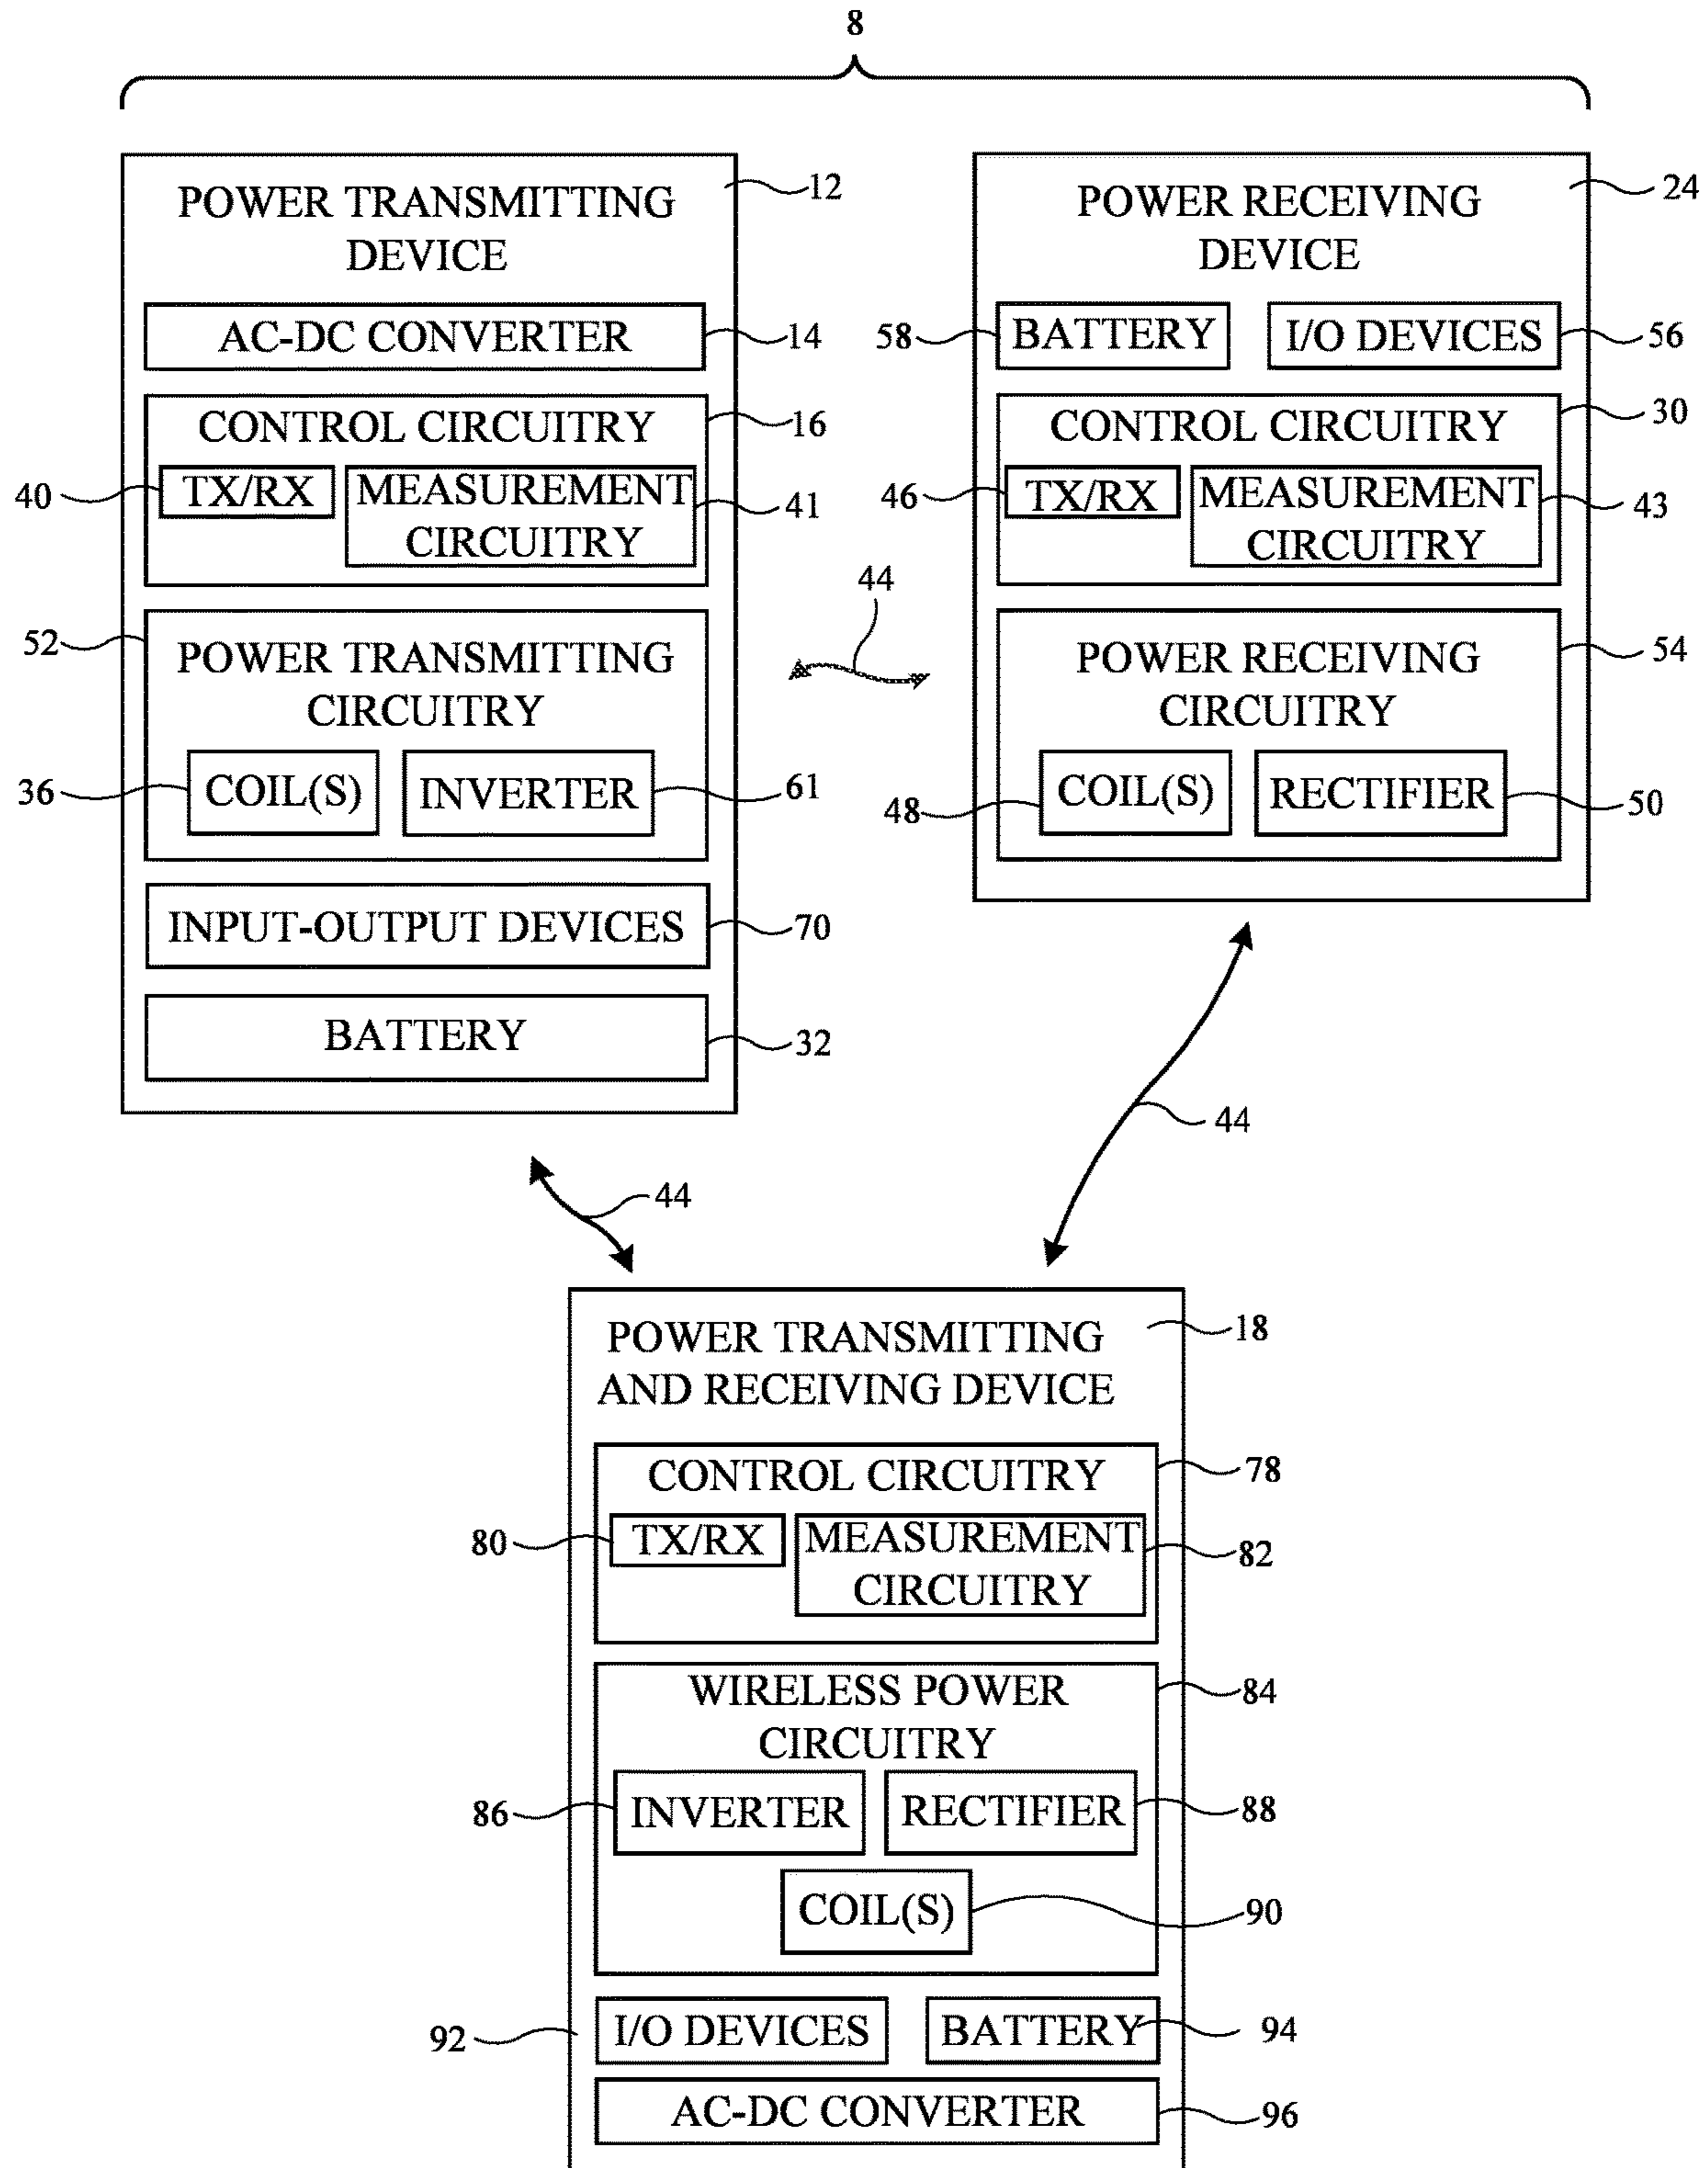 8
POWER TRANSMITTING
DEVICE
12
AC-DC CONVERTER
14
CONTROL CIRCUITRY
16
40
TX/RX
MEASUREMENT
CIRCUITRY
41
52
POWER TRANSMITTING
CIRCUITRY
36
COIL(S)
INVERTER
61
INPUT-OUTPUT DEVICES
70
BATTERY
32
44
POWER RECEIVING
DEVICE
24
58
BATTERY
I/O DEVICES
56
CONTROL CIRCUITRY
30
46
TX/RX
MEASUREMENT
CIRCUITRY
43
POWER RECEIVING
CIRCUITRY
54
48
COIL(S)
RECTIFIER
50
44
44
POWER TRANSMITTING
AND RECEIVING DEVICE
18
CONTROL CIRCUITRY
78
80
TX/RX
MEASUREMENT
CIRCUITRY
82
WIRELESS POWER
CIRCUITRY
84
86
INVERTER
RECTIFIER
88
COIL(S)
90
92
I/O DEVICES
BATTERY
94
AC-DC CONVERTER
96